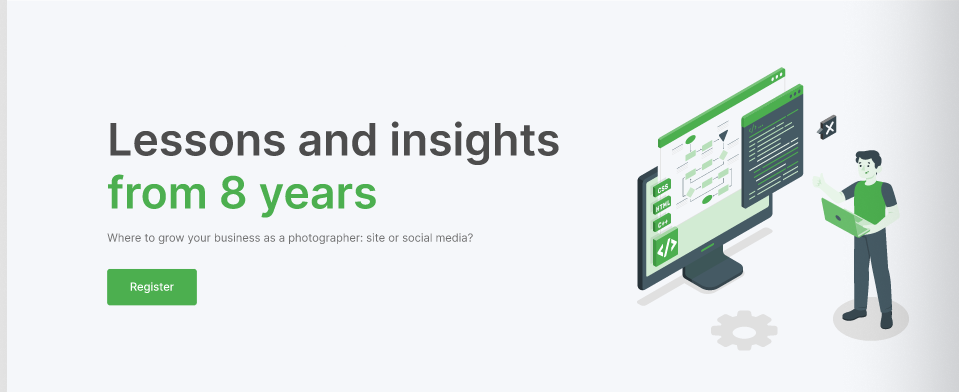 Lessons and insights
from 8 years
Where to grow your business as a photographer: site or social media?
Register
CSS
HTML
C++
</>